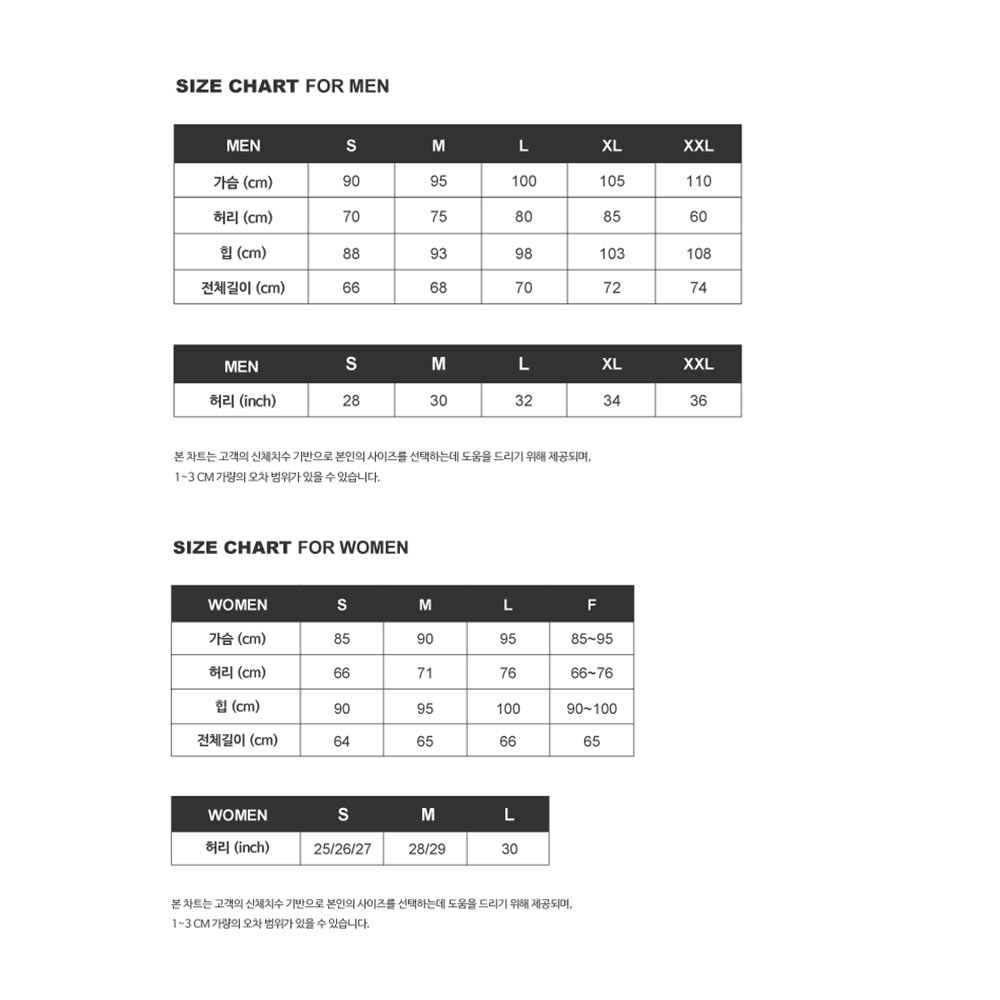 SIZE CHART FOR MEN
MEN S M L XL XXL
가슴 (cm) 90 95 100 105 110
허리 (cm) 70 75 80 85 60
힙 (cm) 88 93 98 103 108
전체길이 (cm) 66 68 70 72 74
MEN S M L XL XXL
허리 (inch) 28 30 32 34 36
본 차트는 고객의 신체치수 기반으로 본인의 사이즈를 선택하는데 도움을 드리기 위해 제공되며,
1~3 CM 가량의 오차 범위가 있을 수 있습니다.
SIZE CHART FOR WOMEN
WOMEN S M L F
가슴 (cm) 85 90 95 85~95
허리 (cm) 66 71 76 66~76
힙 (cm) 90 95 100 90~100
전체길이 (cm) 64 65 66 65
WOMEN S M L
허리 (inch) 25/26/27 28/29 30
본 차트는 고객의 신체치수 기반으로 본인의 사이즈를 선택하는데 도움을 드리기 위해 제공되며,
1~3 CM 가량의 오차 범위가 있을 수 있습니다.